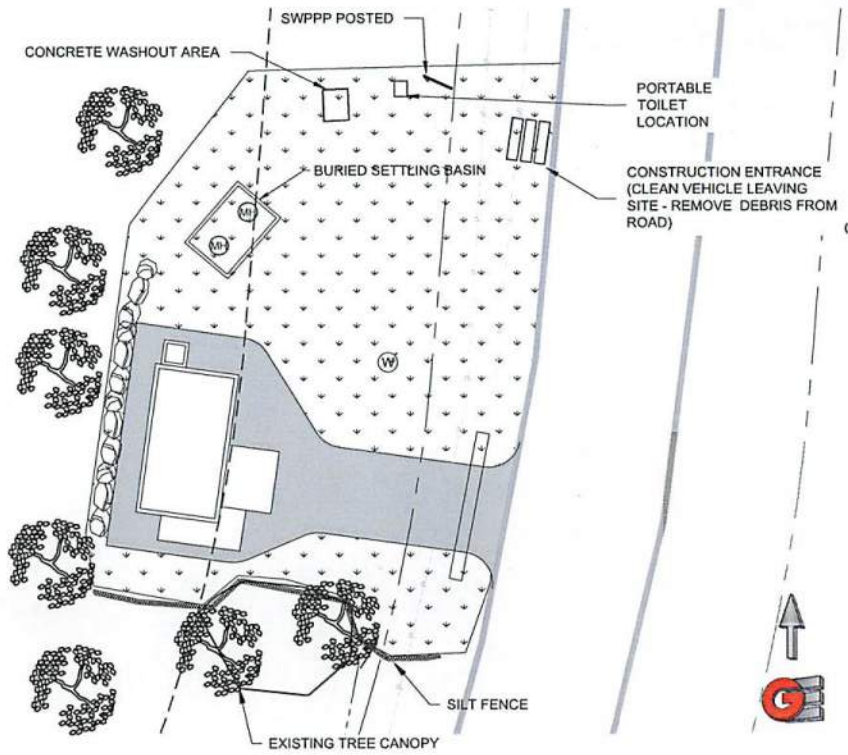 SWPPP POSTED
CONCRETE WASHOUT AREA
PORTABLE
TOILET
LOCATION
BURIED SETTLING BASIN
CONSTRUCTION ENTRANCE
(CLEAN VEHICLE LEAVING
SITE - REMOVE DEBRIS FROM
ROAD)
MH
MH
W
SILT FENCE
EXISTING TREE CANOPY